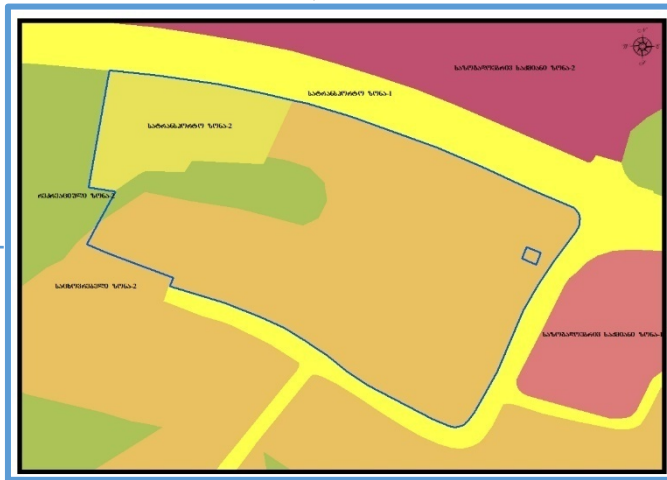 საზოგადოებრივ საქმიანი ზონა-2
სატრანსპორტო ზონა-1
სატრანსპორტო ზონა-2
რეკრეაციული ზონა-2
საცხოვრებელი ზონა-2
საზოგადოებრივ საქმიანი ზონა-1